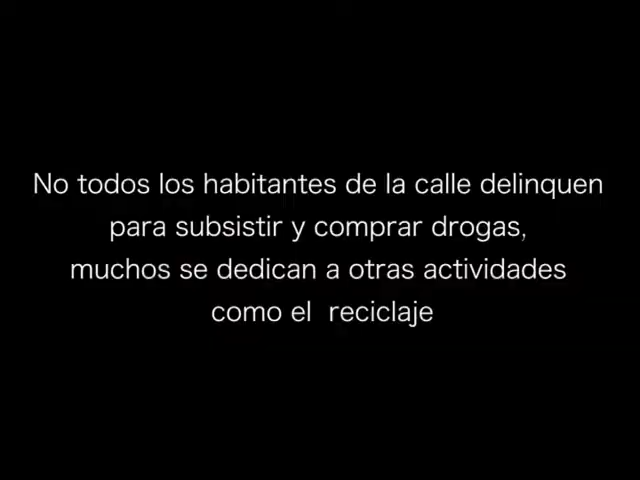 No todos los habitantes de la calle delinquen
para subsistir y comprar drogas,
muchos se dedican a otras actividades
como el  reciclaje